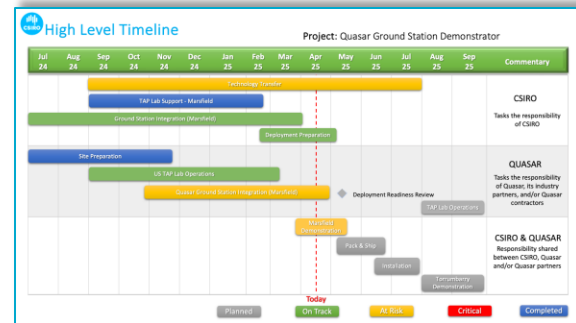 CSIRO
High Level Timeline
Project: Quasar Ground Station Demonstrator
Jul 24
Aug 24
Sep 24
Oct 24
Nov 24
Dec 24
Jan 25
Feb 25
Mar 25
Apr 25
May 25
Jun 25
Jul 25
Aug 25
Sep 25
Commentary
Technology Transfer
TAP Lab Support - Marsfield
Ground Station Integration (Marsfield)
Deployment Preparation
CSIRO
Tasks the responsibility
of CSIRO
Site Preparation
US TAP Lab Operations
Quasar Ground Station Integration (Marsfield)
Deployment Readiness Review
TAP Lab Operations
QUASAR
Tasks the responsibility
of Quasar, its industry
partners, and/or Quasar
contractors
Marsfield
Demonstration
Pack & Ship
Installation
Torrumbarry
Demonstration
CSIRO & QUASAR
Responsibility shared
between CSIRO, Quasar
and/or Quasar partners
Today
Planned
On Track
At Risk
Critical
Completed